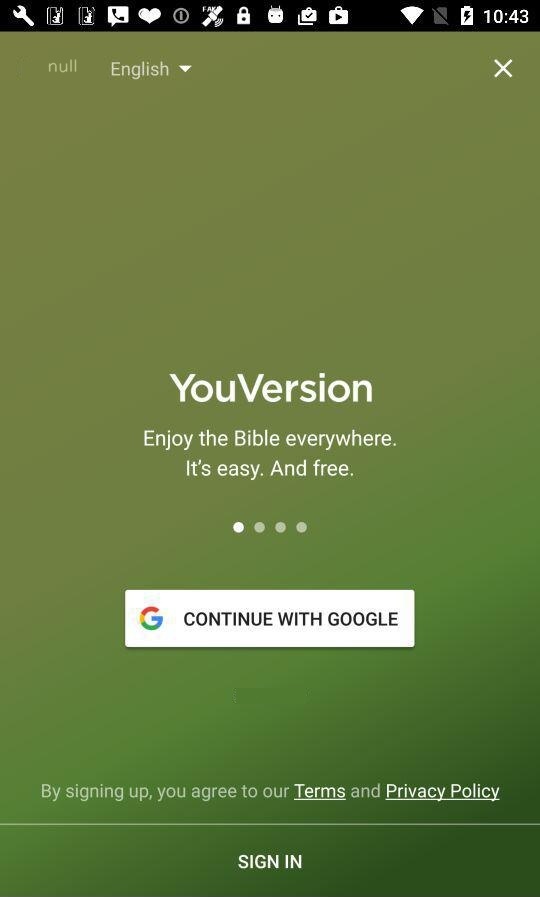 10:43
null English
YouVersion
Enjoy the Bible everywhere.
It's easy. And free.
CONTINUE WITH GOOGLE
By signing up, you agree to our Terms and Privacy Policy
SIGN IN